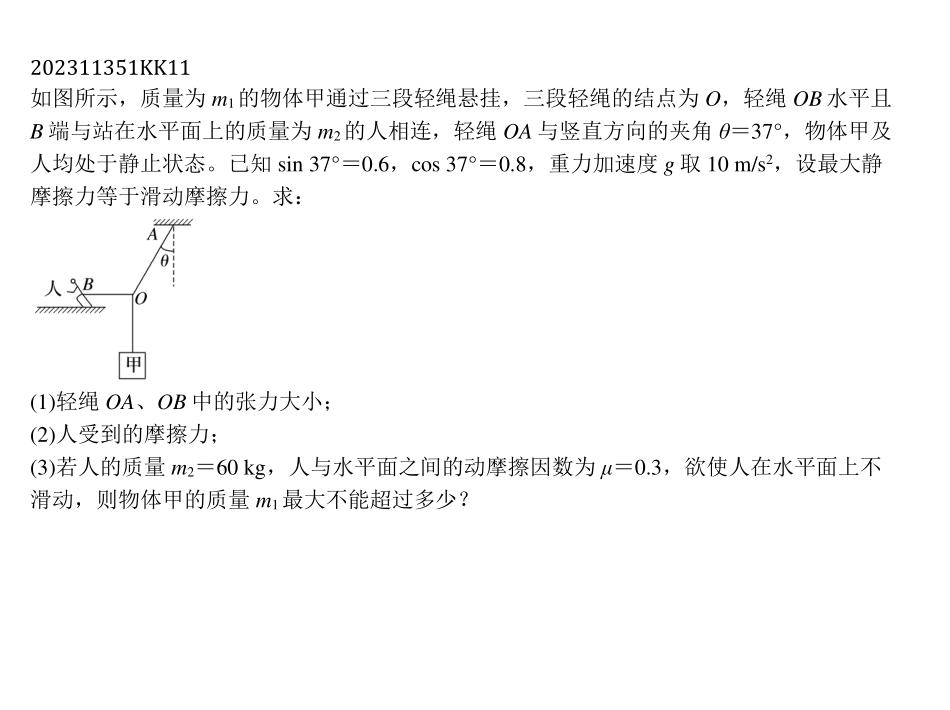 202311351KK11
如图所示，质量为 m₁的物体甲通过三段轻绳悬挂，三段轻绳的结点为 O，轻绳 OB 水平且
B 端与站在水平面上的质量为 m₂的人相连，轻绳 OA 与竖直方向的夹角 θ＝37°，物体甲及
人均处于静止状态。已知 sin 37°＝0.6，cos 37°＝0.8，重力加速度 g 取 10 m/s²，设最大静
摩擦力等于滑动摩擦力。求：
A
θ
人
B
O
甲
(1)轻绳 OA、OB 中的张力大小；
(2)人受到的摩擦力；
(3)若人的质量 m₂＝60 kg，人与水平面之间的动摩擦因数为 μ＝0.3，欲使人在水平面上不
滑动，则物体甲的质量 m₁最大不能超过多少？